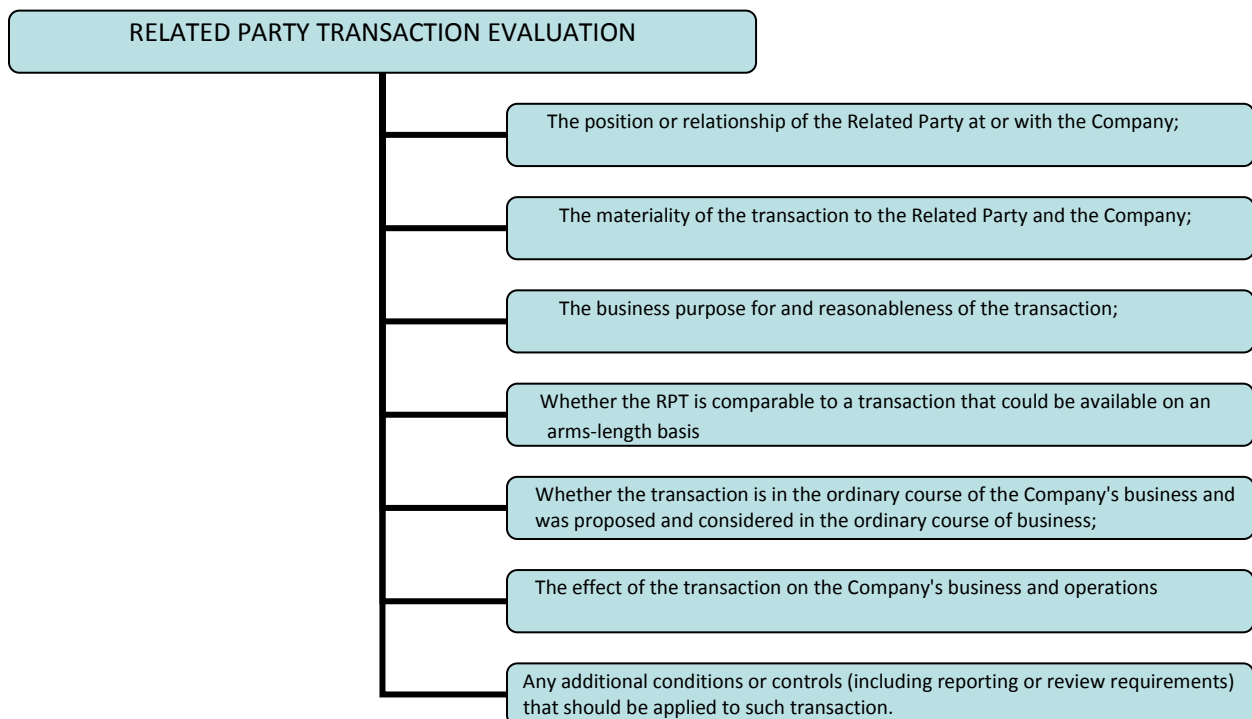 RELATED PARTY TRANSACTION EVALUATION
The position or relationship of the Related Party at or with the Company;
The materiality of the transaction to the Related Party and the Company;
The business purpose for and reasonableness of the transaction;
Whether the RPT is comparable to a transaction that could be available on an
arms-length basis
Whether the transaction is in the ordinary course of the Company's business and
was proposed and considered in the ordinary course of business;
The effect of the transaction on the Company's business and operations
Any additional conditions or controls (including reporting or review requirements)
that should be applied to such transaction.